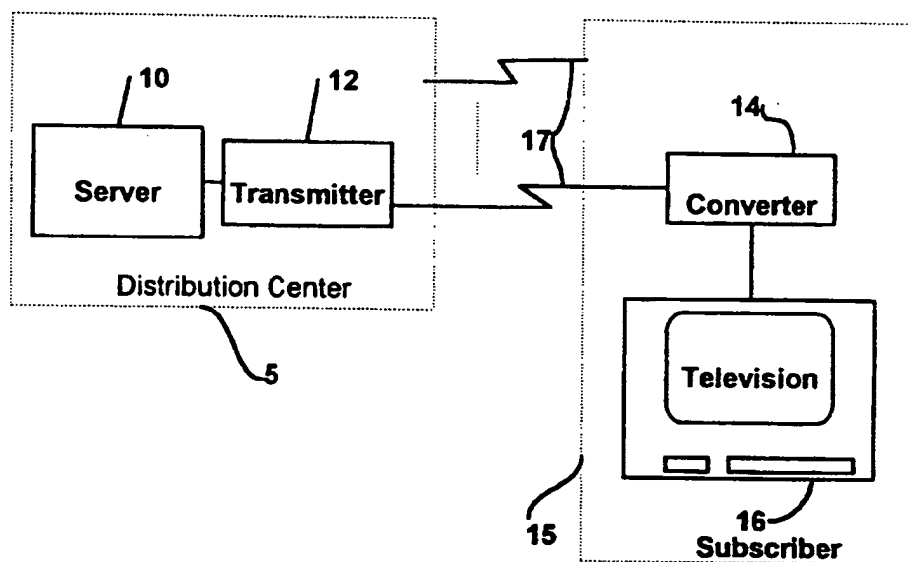 10
12
14
17
Server
Transmitter
Converter
Distribution Center
5
Television
15
16
Subscriber